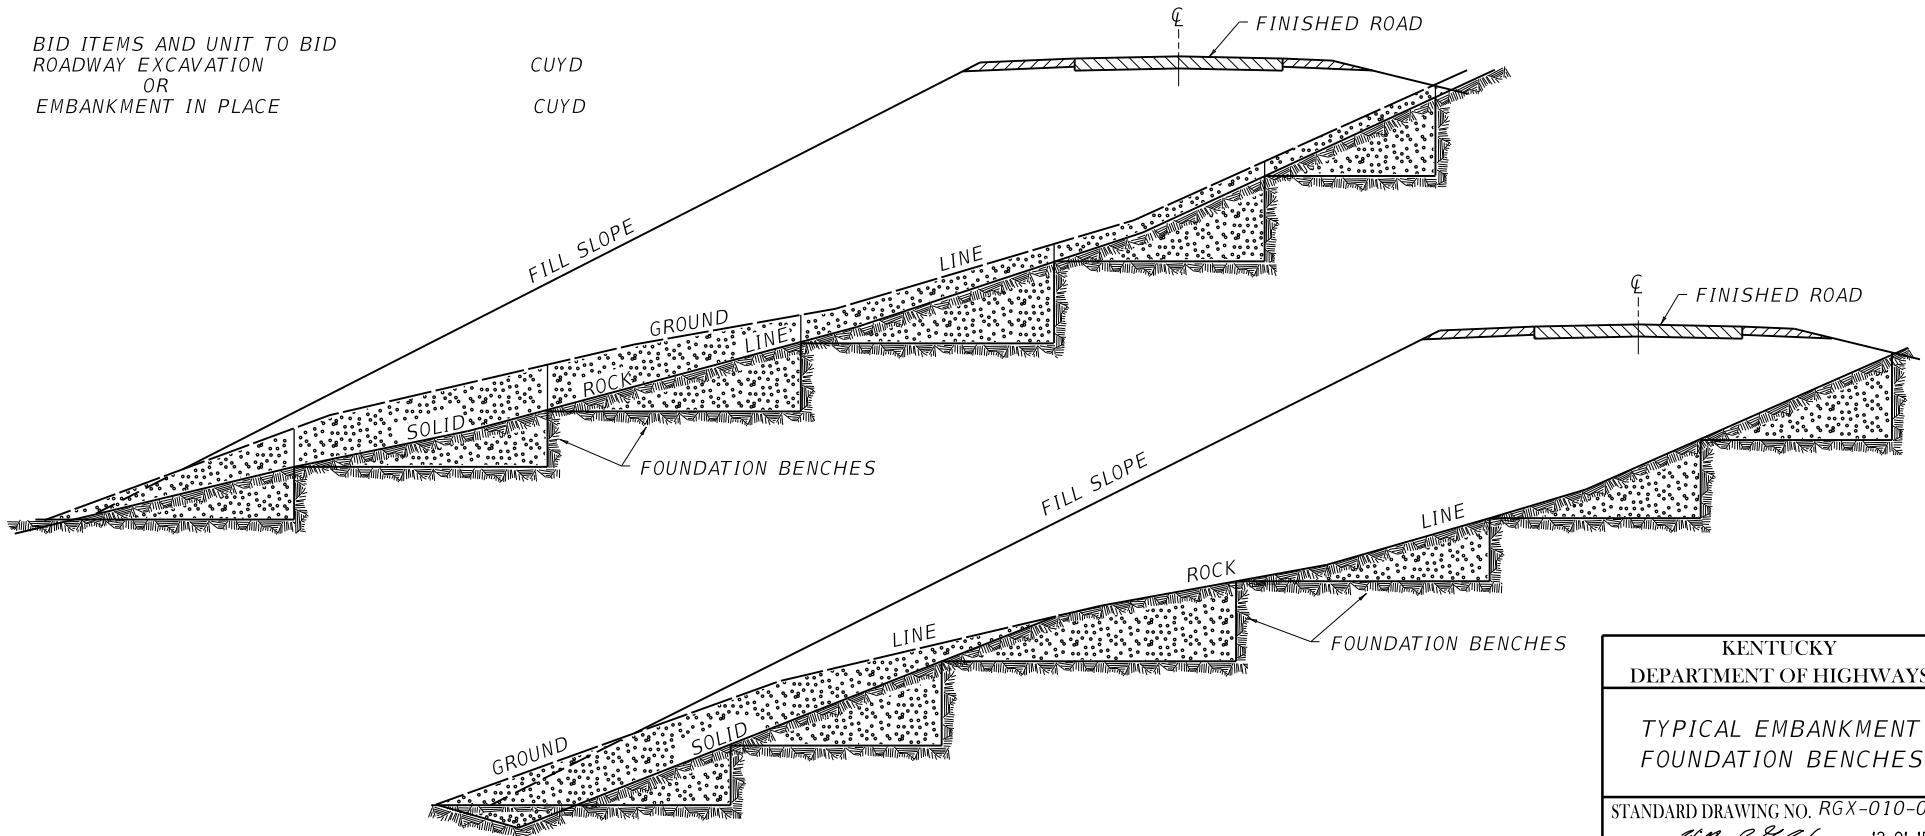 BID ITEMS AND UNIT TO BID
ROADWAY EXCAVATION CUYD
OR
EMBANKMENT IN PLACE CUYD
℄
FINISHED ROAD
FILL SLOPE
LINE
GROUND
LINE
ROCK
SOLID
FOUNDATION BENCHES
℄
FINISHED ROAD
FILL SLOPE
LINE
ROCK
LINE
FOUNDATION BENCHES
SOLID
GROUND
KENTUCKY
DEPARTMENT OF HIGHWAYS
TYPICAL EMBANKMENT
FOUNDATION BENCHES
STANDARD DRAWING NO. RGX-010-0